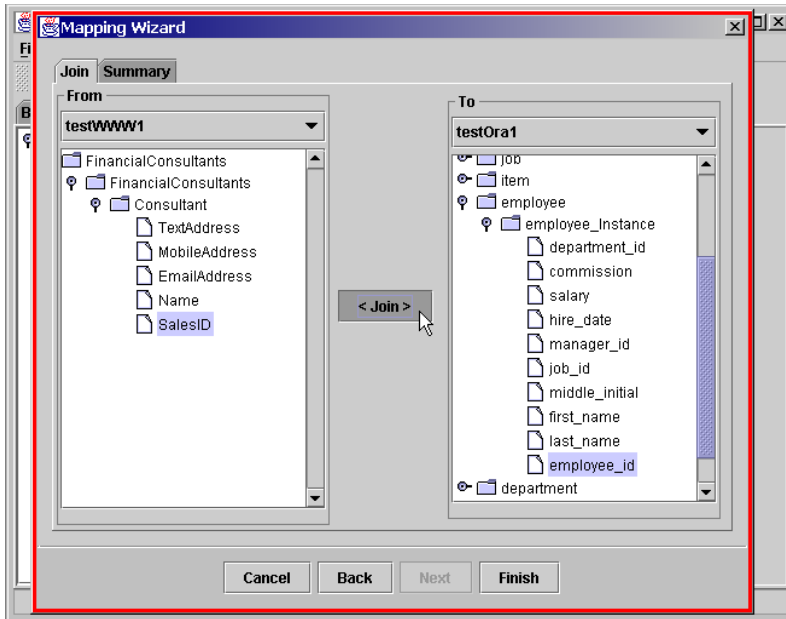 Mapping Wizard
Fi
B
Join Summary
From
testWWW1
FinancialConsultants
FinancialConsultants
Consultant
TextAddress
MobileAddress
EmailAddress
Name
SalesID
< Join >
To
testOra1
job
item
employee
employee_Instance
department_id
commission
salary
hire_date
manager_id
job_id
middle_initial
first_name
last_name
employee_id
department
Cancel Back Next Finish